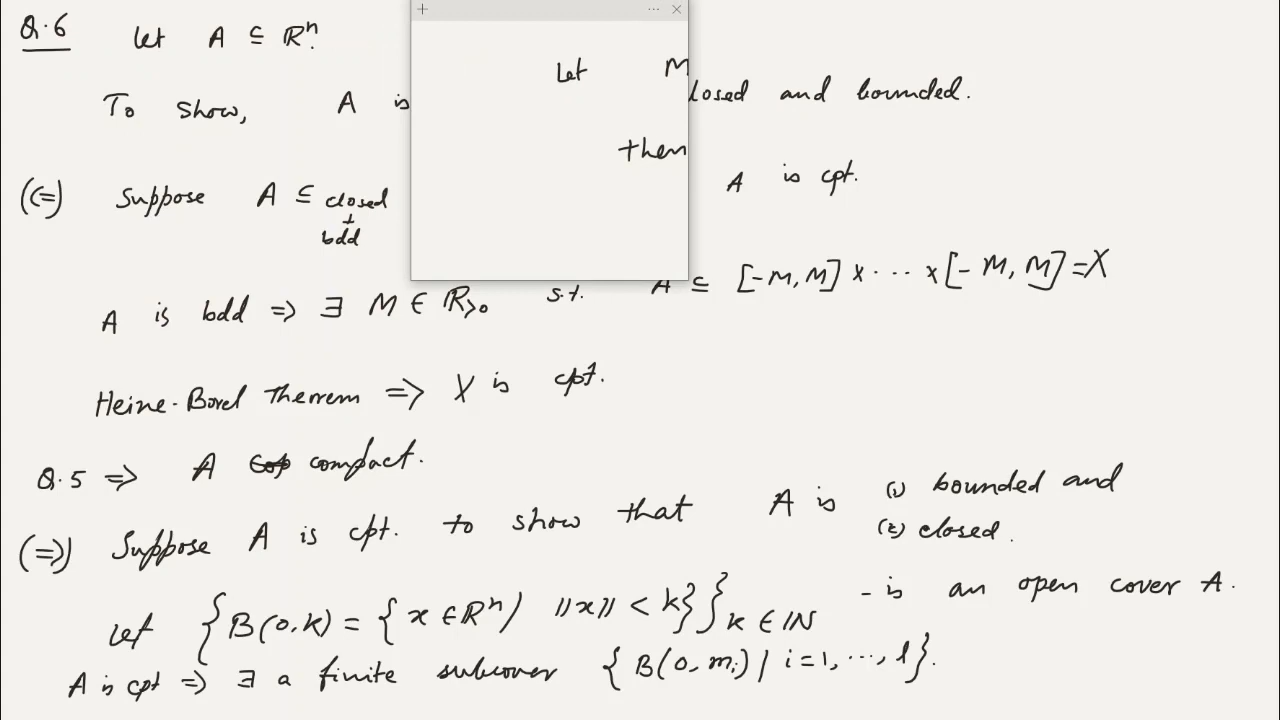 Q.6 Let A ⊆ ℝⁿ.
+ ... ×
Let M
To show, A is losed and bounded.
then
(⇐) Suppose A ⊆ closed + bdd A is cpt.
A is bdd ⇒ ∃ M ∈ ℝ>0 s.t. A ⊆ [-M, M] × ··· × [-M, M] = X
Heine-Borel Theorem ⇒ X is cpt.
Q.5 ⇒ A compact.
(⇒) Suppose A is cpt. to show that A is (1) bounded and
(2) closed.
Let { B(0,k) = { x ∈ ℝⁿ | ||x|| < k } }k ∈ ℕ - is an open cover A.
A is cpt ⇒ ∃ a finite subcover { B(0, mᵢ) | i = 1, ···, l }.